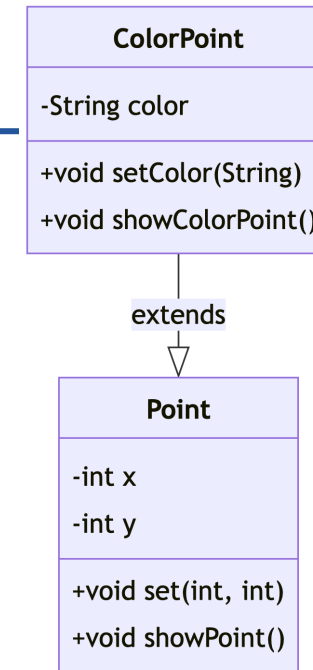 ColorPoint
-String color
+void setColor(String)
+void showColorPoint()
extends
Point
-int x
-int y
+void set(int, int)
+void showPoint()